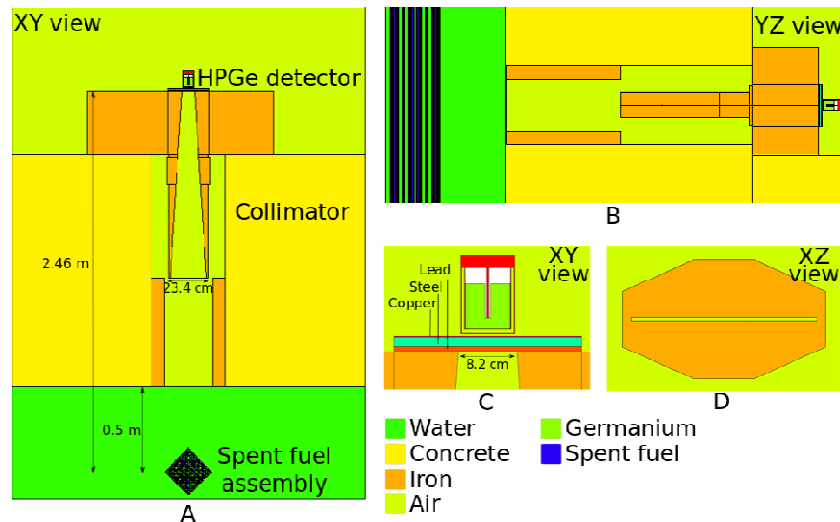 XY view
HPGe detector
Collimator
2.46 m
23.4 cm
0.5 m
Spent fuel
assembly
A
YZ view
B
XY
view
Lead
Steel
Copper
8.2 cm
C
XZ
view
D
Water
Concrete
Iron
Air
Germanium
Spent fuel